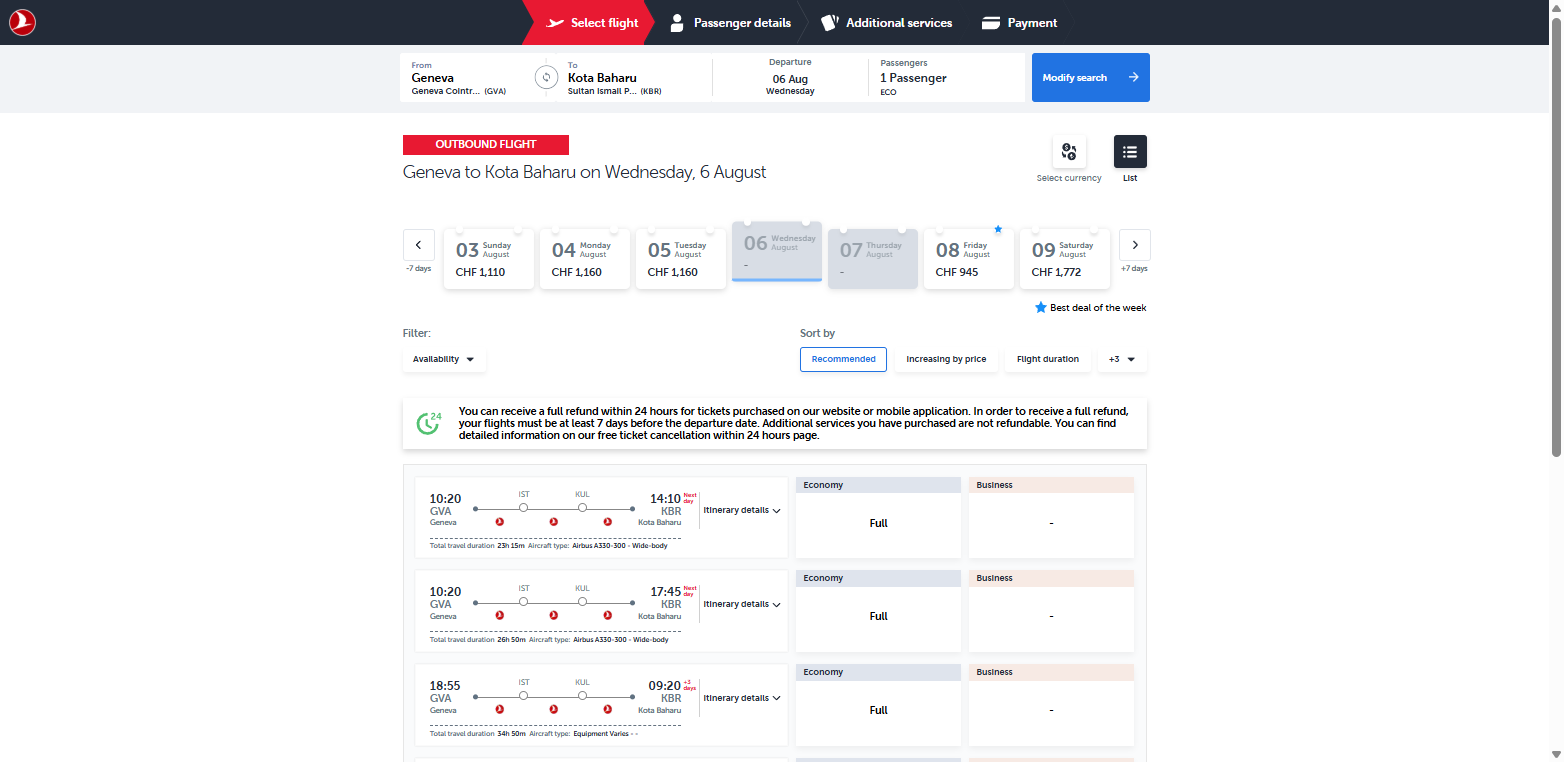 Select flight
Passenger details
Additional services
Payment
From
Geneva
Geneva Cointr... (GVA)
To
Kota Baharu
Sultan Ismail P... (KBR)
Departure
06 Aug
Wednesday
Passengers
1 Passenger
ECO
Modify search
OUTBOUND FLIGHT
Geneva to Kota Baharu on Wednesday, 6 August
Select currency
List
-7 days
03 Sunday August
CHF 1,110
04 Monday August
CHF 1,160
05 Tuesday August
CHF 1,160
06 Wednesday August
-
07 Thursday August
-
08 Friday August
CHF 945
09 Saturday August
CHF 1,772
+7 days
Best deal of the week
Filter:
Availability
Sort by
Recommended
Increasing by price
Flight duration
+3
24
You can receive a full refund within 24 hours for tickets purchased on our website or mobile application. In order to receive a full refund,
your flights must be at least 7 days before the departure date. Additional services you have purchased are not refundable. You can find
detailed information on our free ticket cancellation within 24 hours page.
10:20
GVA
Geneva
IST
KUL
14:10 Next day
KBR
Kota Baharu
Itinerary details
Total travel duration 23h 15m Aircraft type: Airbus A330-300 - Wide-body
Economy
Full
Business
-
10:20
GVA
Geneva
IST
KUL
17:45 Next day
KBR
Kota Baharu
Itinerary details
Total travel duration 26h 50m Aircraft type: Airbus A330-300 - Wide-body
Economy
Full
Business
-
18:55
GVA
Geneva
IST
KUL
09:20 +3 days
KBR
Kota Baharu
Itinerary details
Total travel duration 34h 50m Aircraft type: Equipment Varies - -
Economy
Full
Business
-